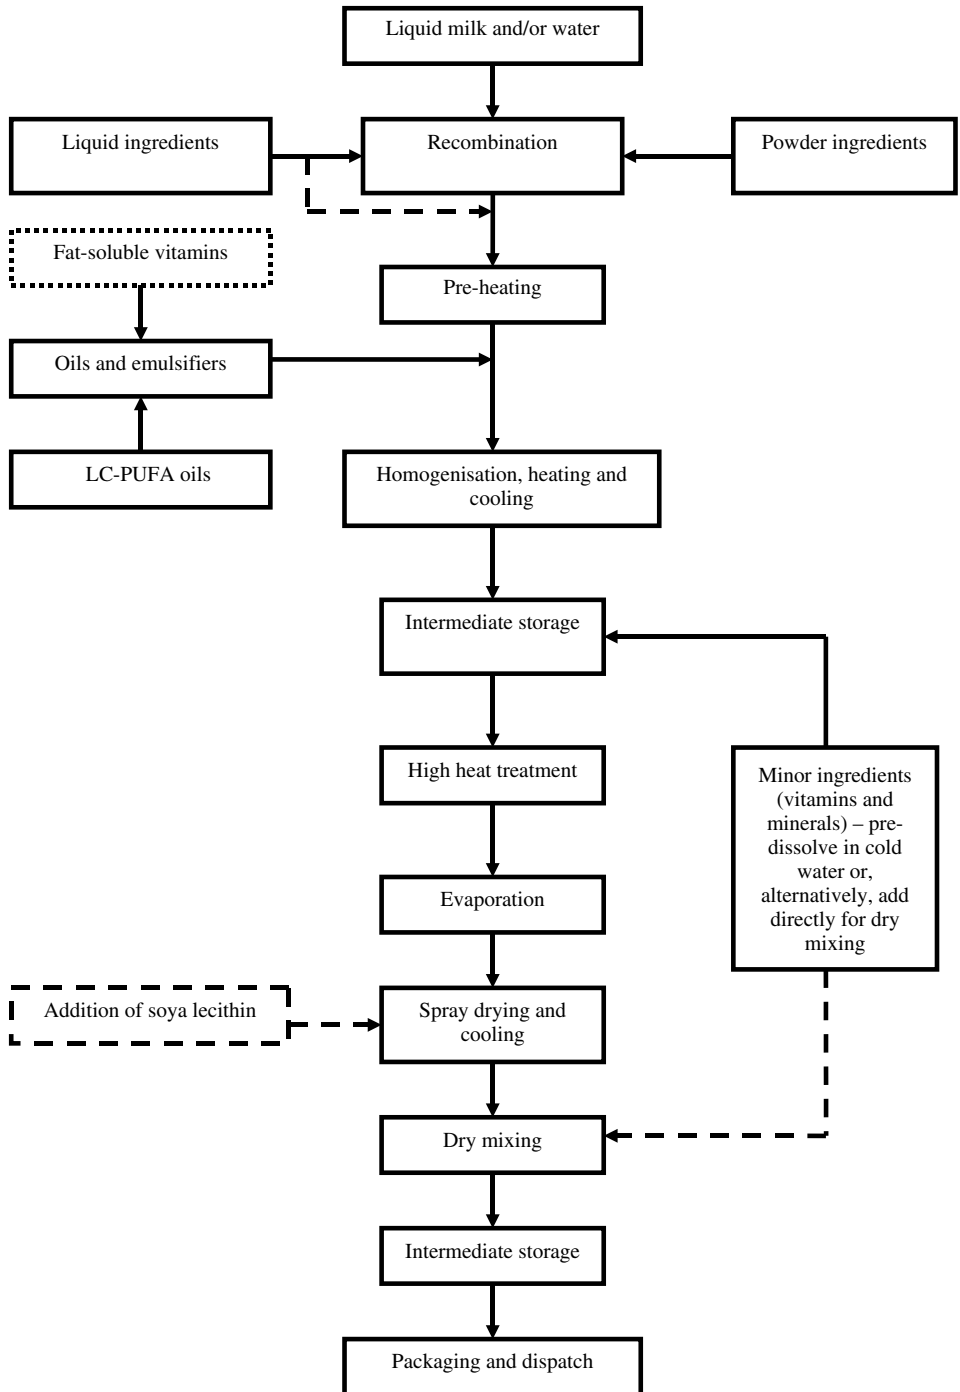 Liquid milk and/or water
Liquid ingredients
Recombination
Powder ingredients
Fat-soluble vitamins
Pre-heating
Oils and emulsifiers
LC-PUFA oils
Homogenisation, heating and
cooling
Intermediate storage
High heat treatment
Minor ingredients
(vitamins and
minerals) – pre-
dissolve in cold
water or,
alternatively, add
directly for dry
mixing
Evaporation
Addition of soya lecithin
Spray drying and
cooling
Dry mixing
Intermediate storage
Packaging and dispatch